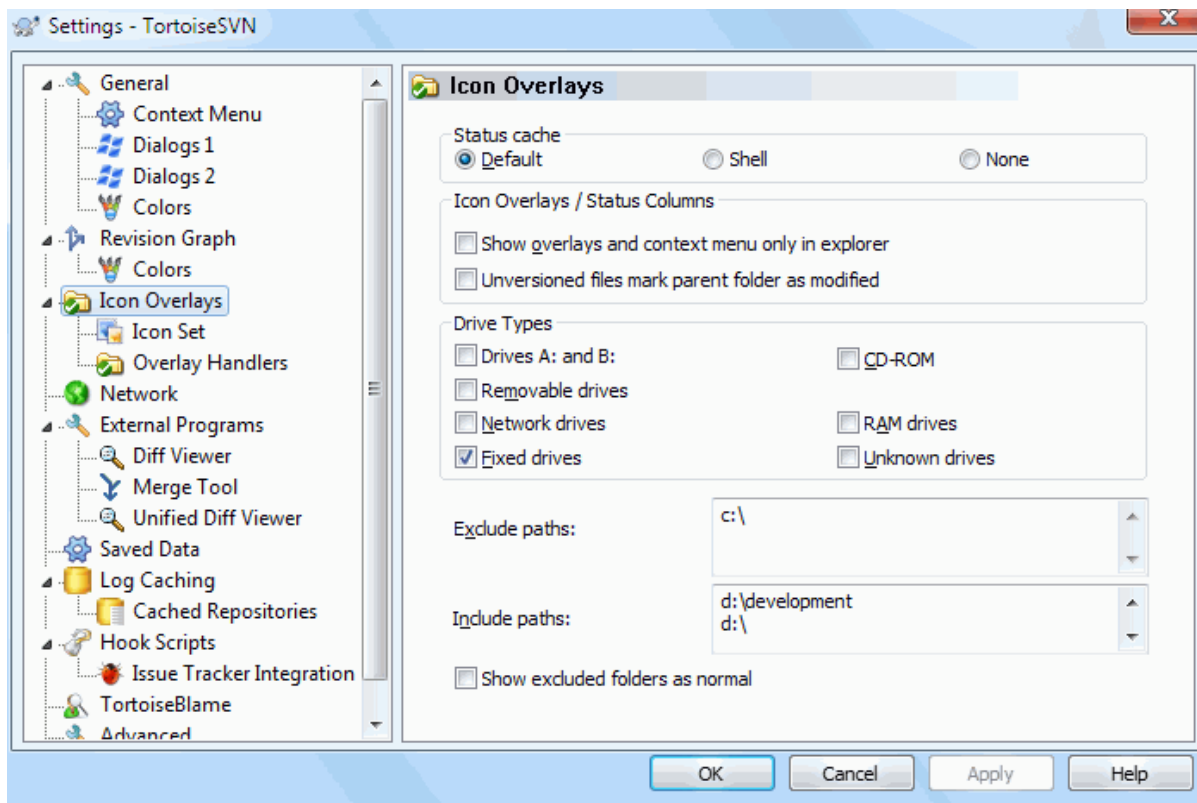 Settings - TortoiseSVN
General
Context Menu
Dialogs 1
Dialogs 2
Colors
Revision Graph
Colors
Icon Overlays
Icon Set
Overlay Handlers
Network
External Programs
Diff Viewer
Merge Tool
Unified Diff Viewer
Saved Data
Log Caching
Cached Repositories
Hook Scripts
Issue Tracker Integration
TortoiseBlame
Advanced
Icon Overlays
Status cache
Default Shell None
Icon Overlays / Status Columns
Show overlays and context menu only in explorer
Unversioned files mark parent folder as modified
Drive Types
Drives A: and B: CD-ROM
Removable drives
Network drives RAM drives
Fixed drives Unknown drives
Exclude paths: c:\
Include paths: d:\development
d:\
Show excluded folders as normal
OK Cancel Apply Help